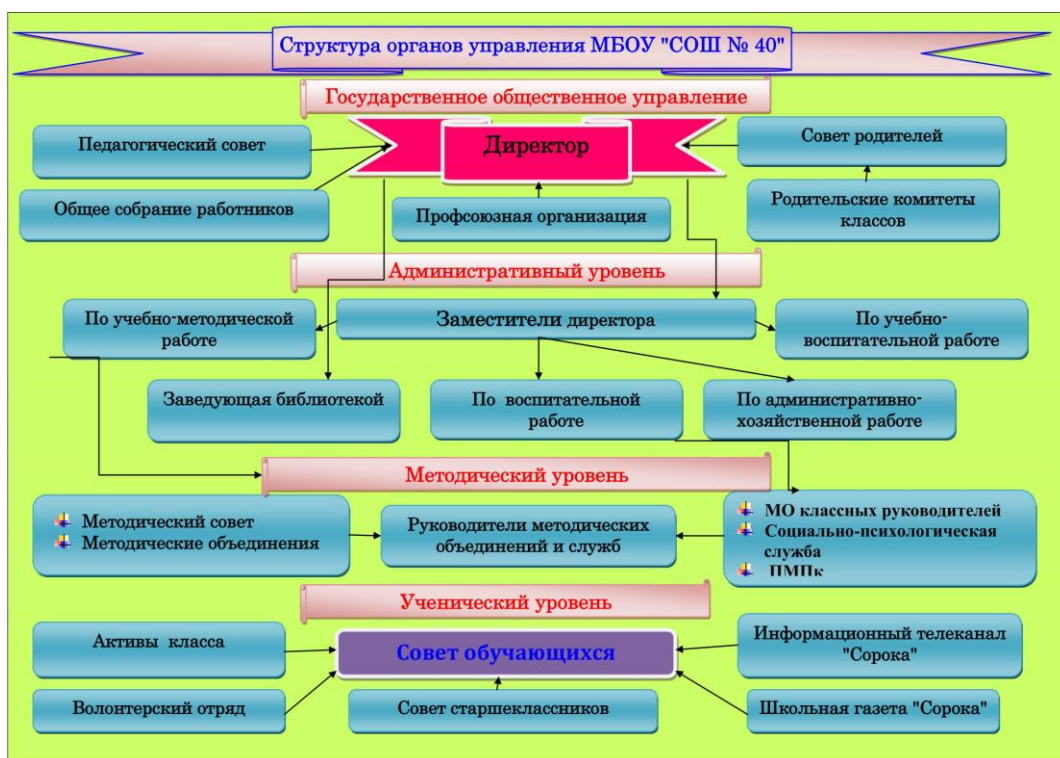 Структура органов управления МБОУ "СОШ № 40"
Государственное общественное управление
Педагогический совет
Директор
Совет родителей
Общее собрание работников
Профсоюзная организация
Родительские комитеты
классов
Административный уровень
По учебно-методической
работе
Заместители директора
По учебно-
воспитательной работе
Заведующая библиотекой
По воспитательной
работе
По административно-
хозяйственной работе
Методический уровень
Методический совет
Методические объединения
Руководители методических
объединений и служб
МО классных руководителей
Социально-психологическая
служба
ПМПк
Ученический уровень
Активы класса
Совет обучающихся
Информационный телеканал
"Сорока"
Волонтерский отряд
Совет старшеклассников
Школьная газета "Сорока"